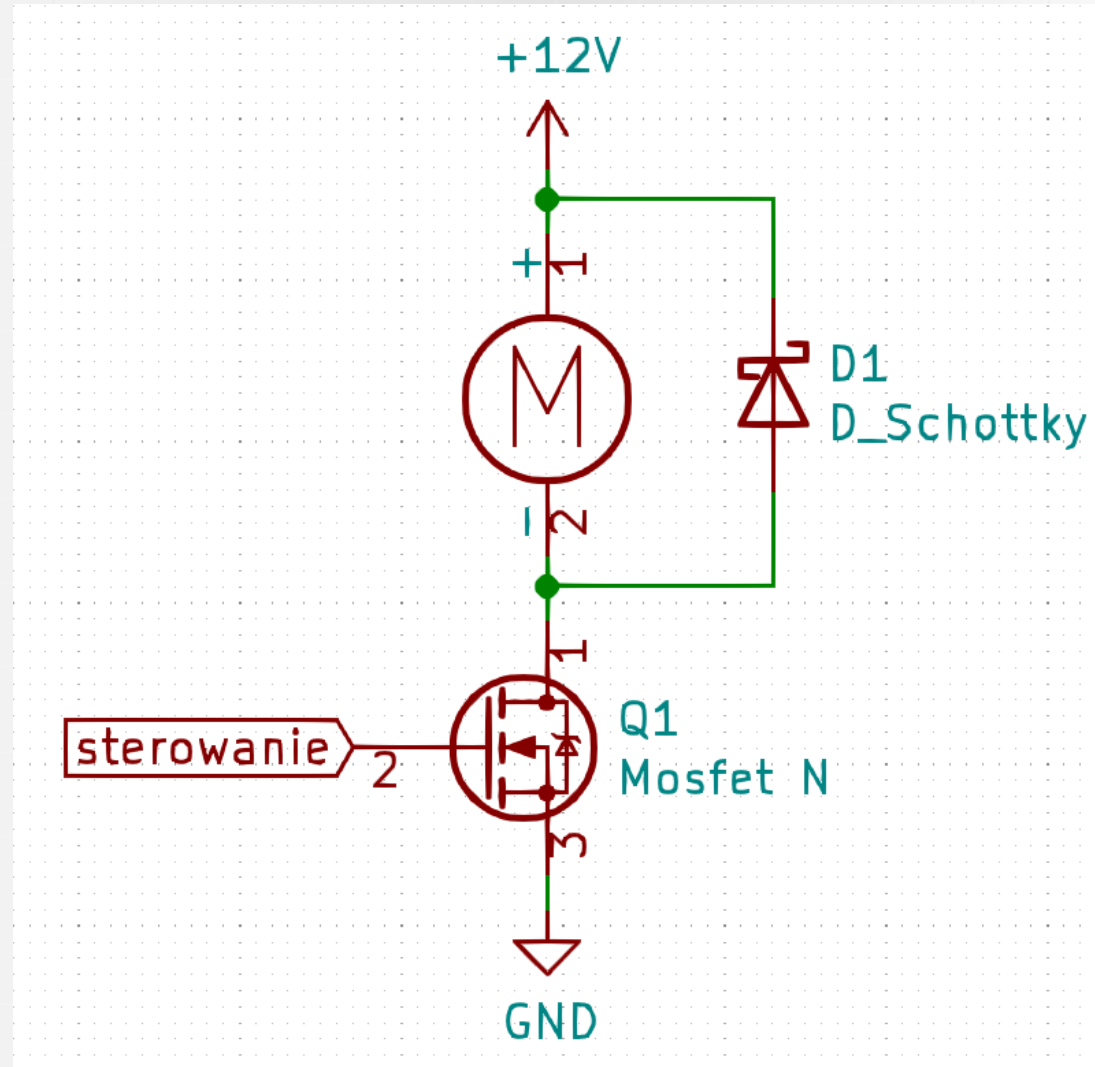 +12V
+
1
M
D1
D_Schottky
-
2
1
Q1
sterowanie
2
Mosfet N
3
GND